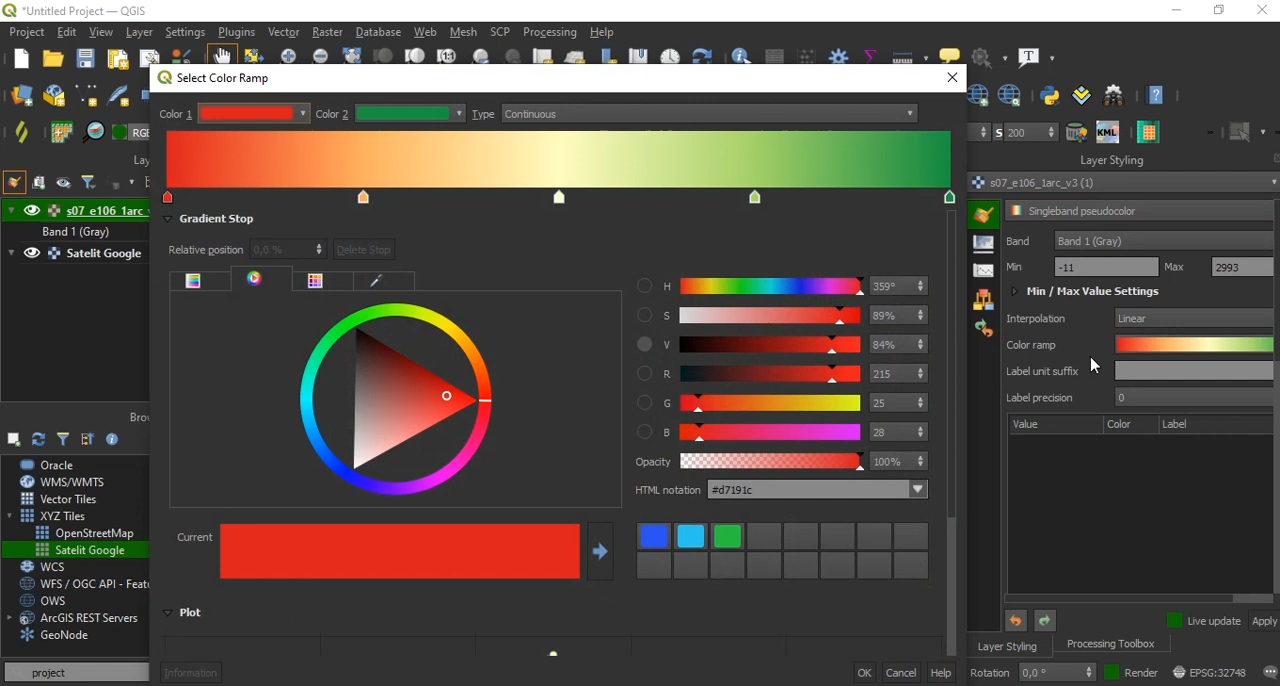 *Untitled Project — QGIS
Project Edit View Layer Settings Plugins Vector Raster Database Web Mesh SCP Processing Help
Select Color Ramp
Color 1 Color 2 Type Continuous
RG
S 200
KML
Lay
Layer Styling
s07_e106_1arc_v3 (1)
s07_e106_1arc
Band 1 (Gray)
Satelit Google
Gradient Stop
Relative position 0,0 % Delete Stop
H 359°
S 89%
V 84%
R 215
G 25
B 28
Opacity 100%
HTML notation #d7191c
Current
Plot
Information OK Cancel Help
Singleband pseudocolor
Band Band 1 (Gray)
Min -11 Max 2993
Min / Max Value Settings
Interpolation Linear
Color ramp
Label unit suffix
Label precision 0
Value Color Label
Live update Apply
Layer Styling Processing Toolbox
Bro
Oracle
WMS/WMTS
Vector Tiles
XYZ Tiles
OpenStreetMap
Satelit Google
WCS
WFS / OGC API - Featu
OWS
ArcGIS REST Servers
GeoNode
project
Rotation 0,0 ° Render EPSG:32748